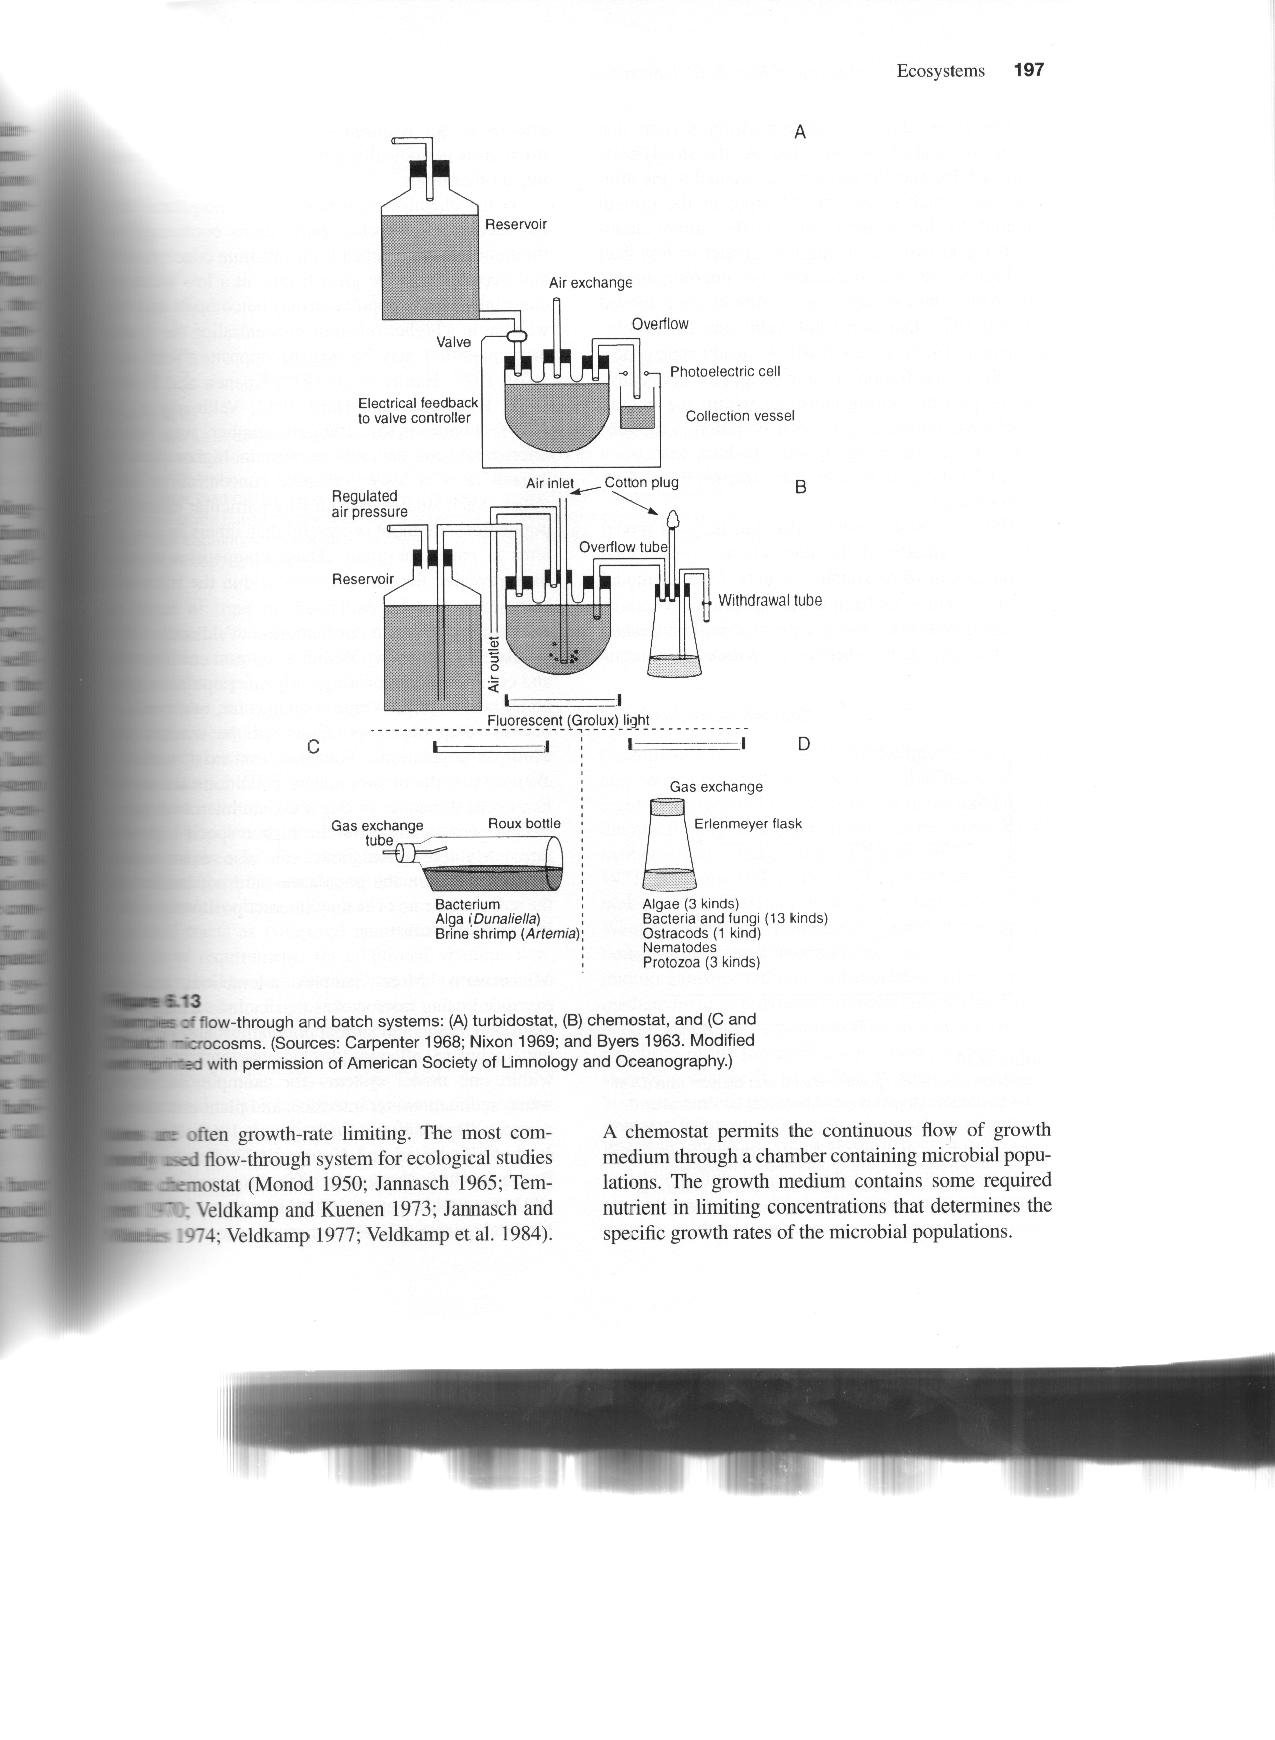 Ecosystems 197
A
Reservoir
Air exchange
Overflow
Valve
Photoelectric cell
Electrical feedback
to valve controller
Collection vessel
B
Air inlet
Cotton plug
Regulated
air pressure
Overflow tube
Reservoir
Withdrawal tube
Air outlet
Fluorescent (Grolux) light
C
D
Gas exchange
Erlenmeyer flask
Gas exchange
tube
Roux bottle
Bacterium
Alga (Dunaliella)
Brine shrimp (Artemia)
Algae (3 kinds)
Bacteria and fungi (13 kinds)
Ostracods (1 kind)
Nematodes
Protozoa (3 kinds)
5.13
of flow-through and batch systems: (A) turbidostat, (B) chemostat, and (C and
microcosms. (Sources: Carpenter 1968; Nixon 1969; and Byers 1963. Modified
with permission of American Society of Limnology and Oceanography.)
are often growth-rate limiting. The most com-
used flow-through system for ecological studies
chemostat (Monod 1950; Jannasch 1965; Tem-
Veldkamp and Kuenen 1973; Jannasch and
1974; Veldkamp 1977; Veldkamp et al. 1984).
A chemostat permits the continuous flow of growth
medium through a chamber containing microbial popu-
lations. The growth medium contains some required
nutrient in limiting concentrations that determines the
specific growth rates of the microbial populations.